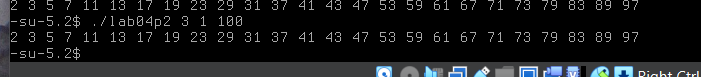 2 3 5 7 11 13 17 19 23 29 31 37 41 43 47 53 59 61 67 71 73 79 83 89 97
-su-5.2$ ./lab04p2 3 1 100
2 3 5 7 11 13 17 19 23 29 31 37 41 43 47 53 59 61 67 71 73 79 83 89 97
-su-5.2$
Right Ctrl